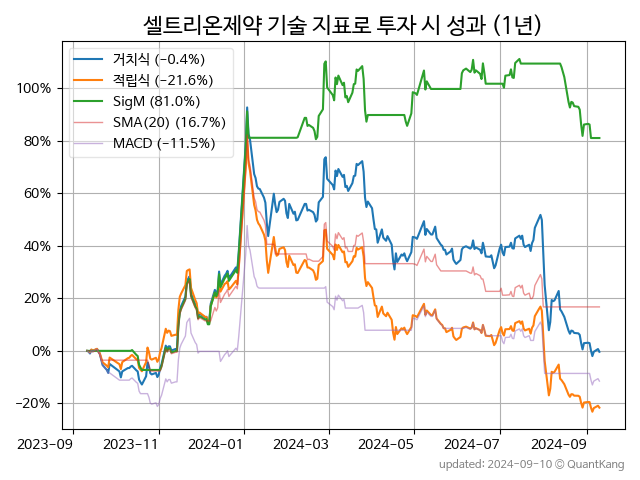 셀트리온제약 기술 지표로 투자 시 성과 (1년)
거치식 (−0.4%)
적립식 (−21.6%)
SigM (81.0%)
SMA(20) (16.7%)
MACD (−11.5%)
100%
80%
60%
40%
20%
0%
−20%
2023-09 2023-11 2024-01 2024-03 2024-05 2024-07 2024-09
updated: 2024-09-10 ⓒ QuantKang